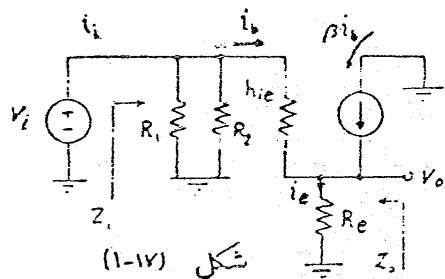 i_i
i_b
βi_b
h_ie
V_i
R_1
R_2
i_e
V_o
R_e
Z_i
Z_o
شکل (۱-۱۷)